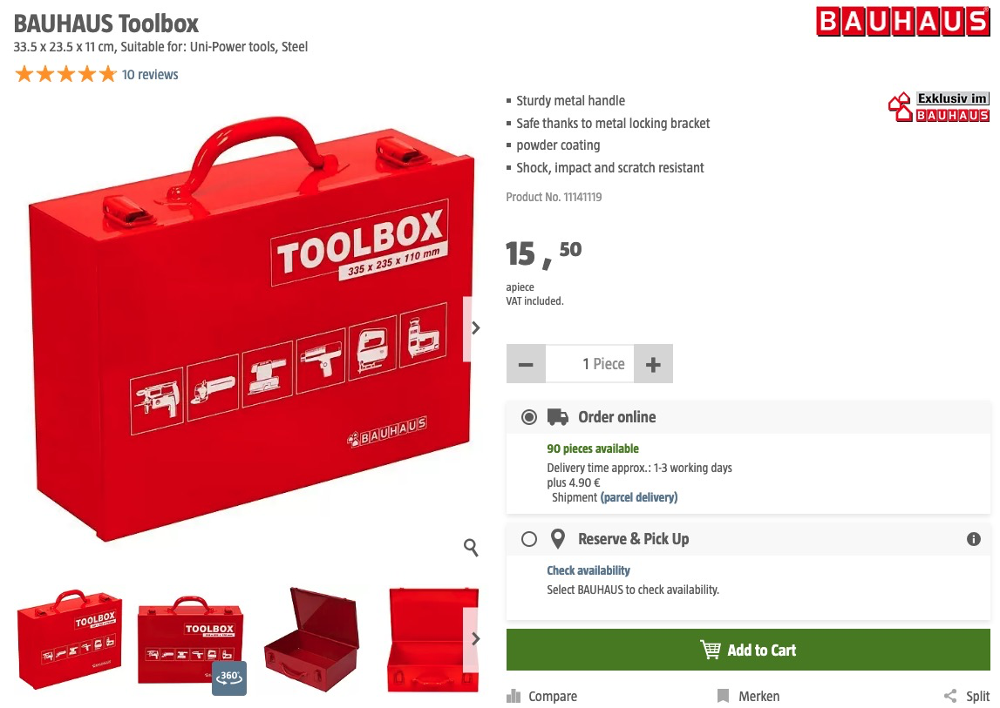 BAUHAUS Toolbox
33.5 x 23.5 x 11 cm, Suitable for: Uni-Power tools, Steel
10 reviews
BAUHAUS
Exklusiv im
BAUHAUS
▪ Sturdy metal handle
▪ Safe thanks to metal locking bracket
▪ powder coating
▪ Shock, impact and scratch resistant
Product No. 11141119
15 , 50
apiece
VAT included.
− 1 Piece +
Order online
90 pieces available
Delivery time approx.: 1-3 working days
plus 4.90 €
Shipment (parcel delivery)
Reserve & Pick Up
Check availability
Select BAUHAUS to check availability.
Add to Cart
Compare
Merken
Split
TOOLBOX
335 x 235 x 110 mm
BAUHAUS
TOOLBOX
TOOLBOX
360°